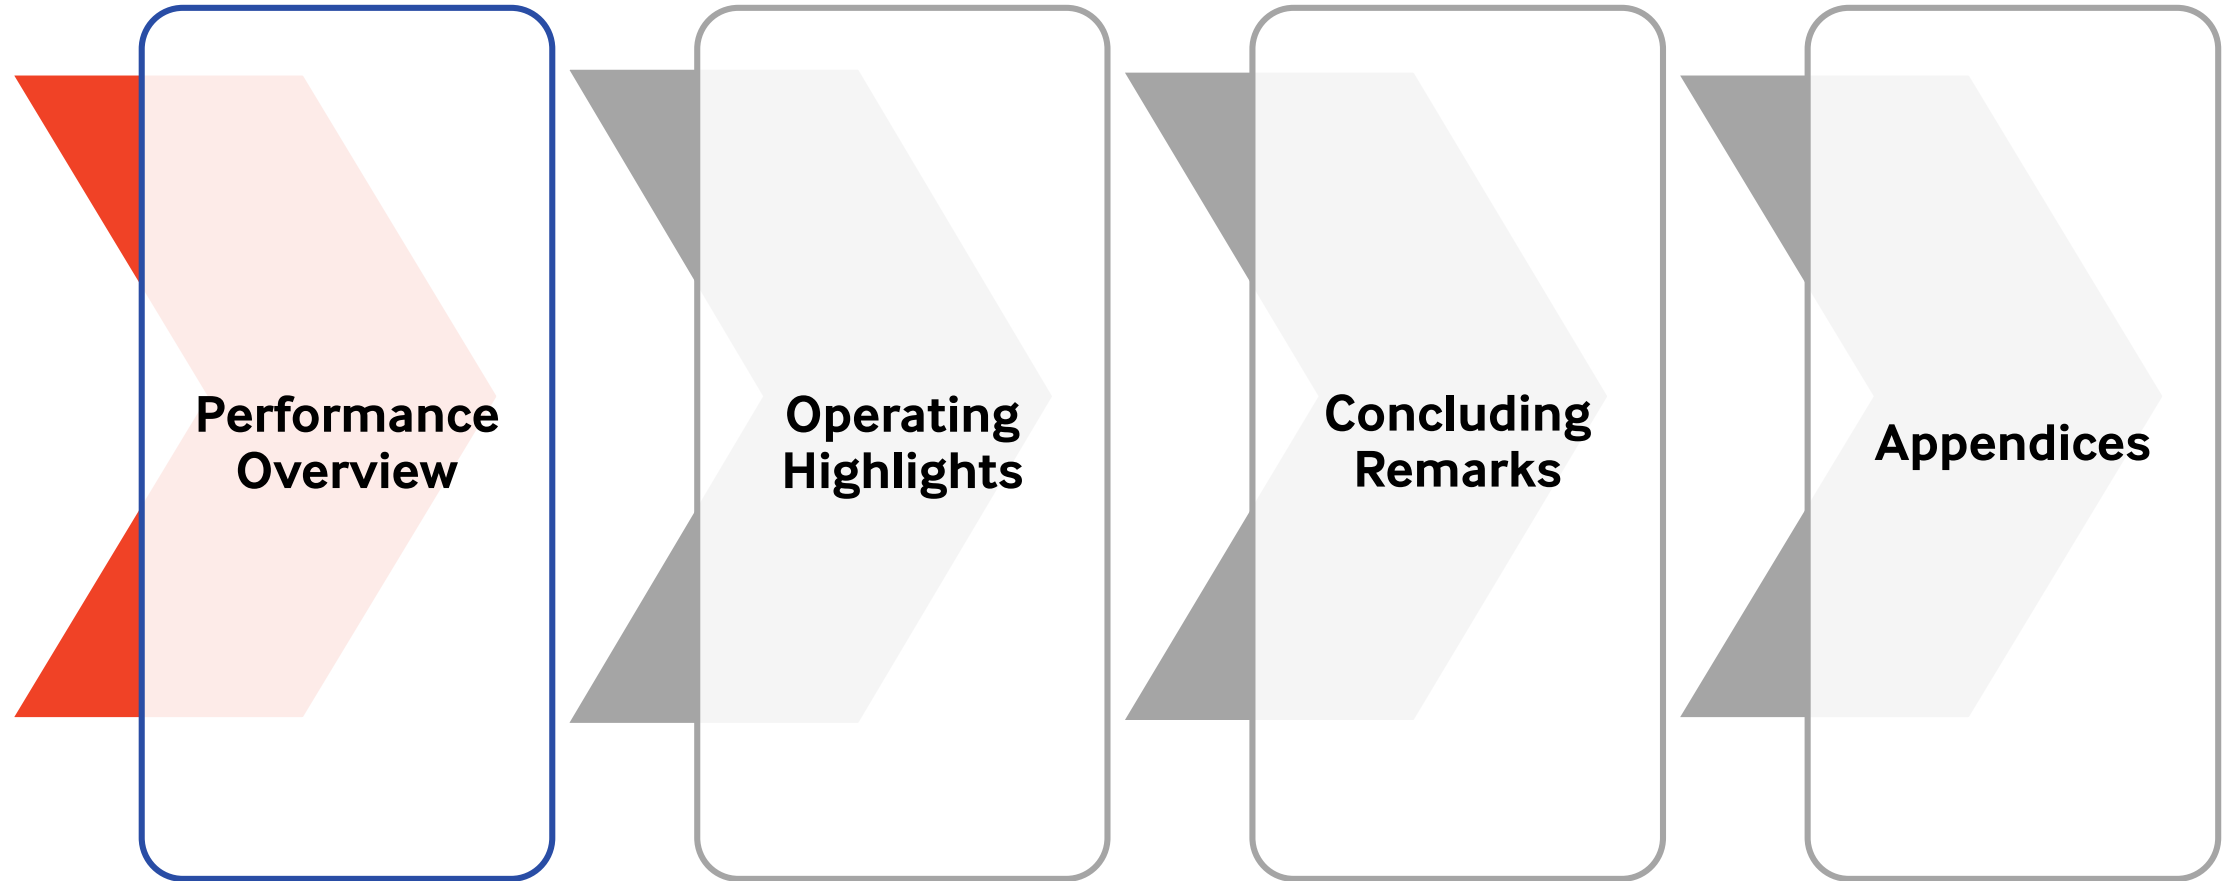 Performance
Overview
Operating
Highlights
Concluding
Remarks
Appendices